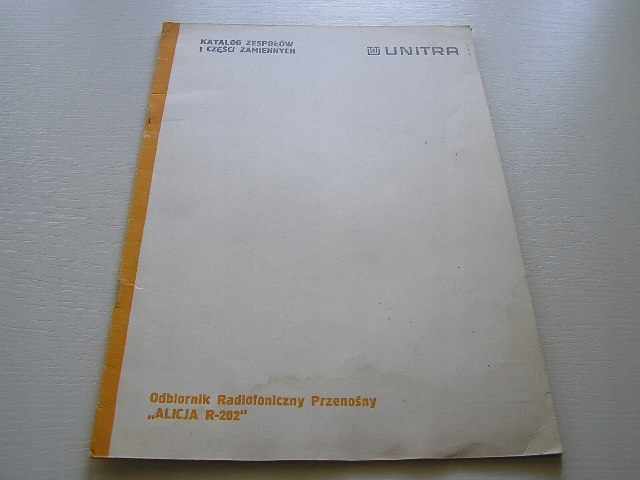 KATALOG ZESPOŁÓW
I CZĘŚCI ZAMIENNYCH
UNITRA
Odbiornik Radiofoniczny Przenośny
„ALICJA R-202"